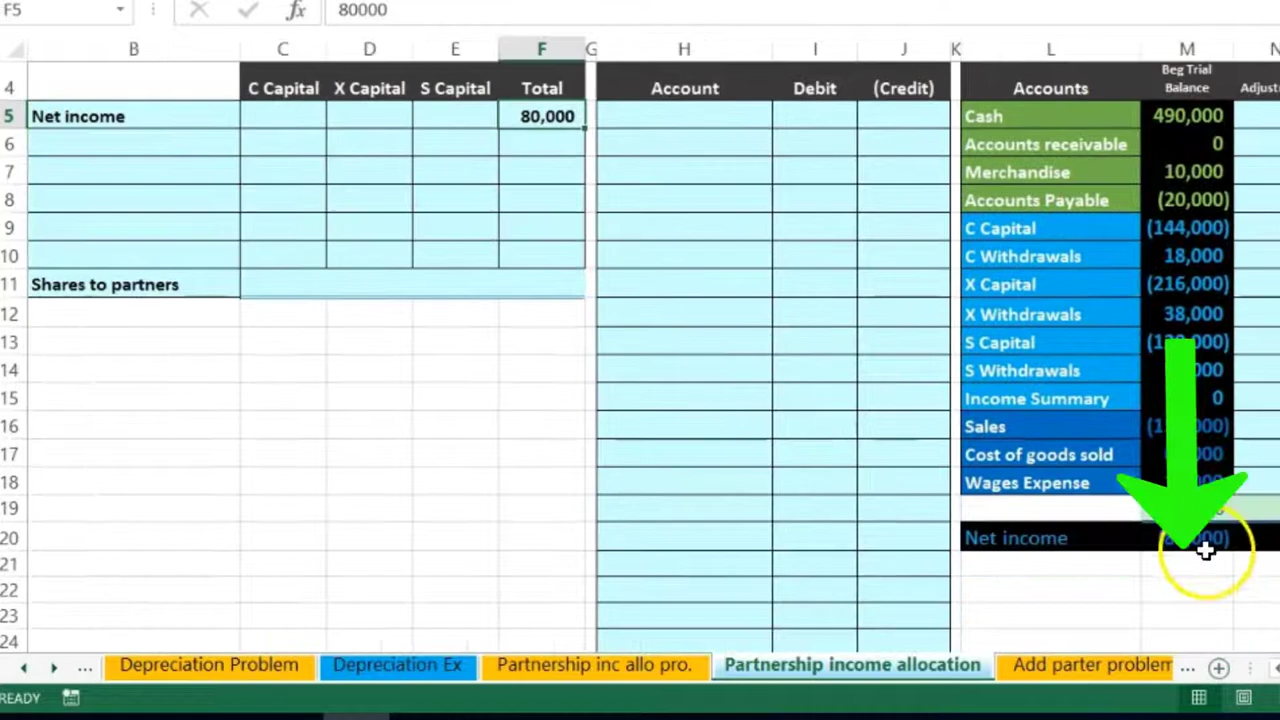 F5 fx 80000
B C D E F G H I J K L M N
4 C Capital X Capital S Capital Total Account Debit (Credit) Accounts Beg Trial Balance
5 Net income 80,000 Cash 490,000
6 Accounts receivable 0
7 Merchandise 10,000
8 Accounts Payable (20,000)
9 C Capital (144,000)
10 C Withdrawals 18,000
11 Shares to partners X Capital (216,000)
12 X Withdrawals 38,000
13 S Capital
14 S Withdrawals
15 Income Summary 0
16 Sales
17 Cost of goods sold
18 Wages Expense
19
20 Net income
21
22
23
24
... Depreciation Problem Depreciation Ex Partnership inc allo pro. Partnership income allocation Add parter problem ...
READY